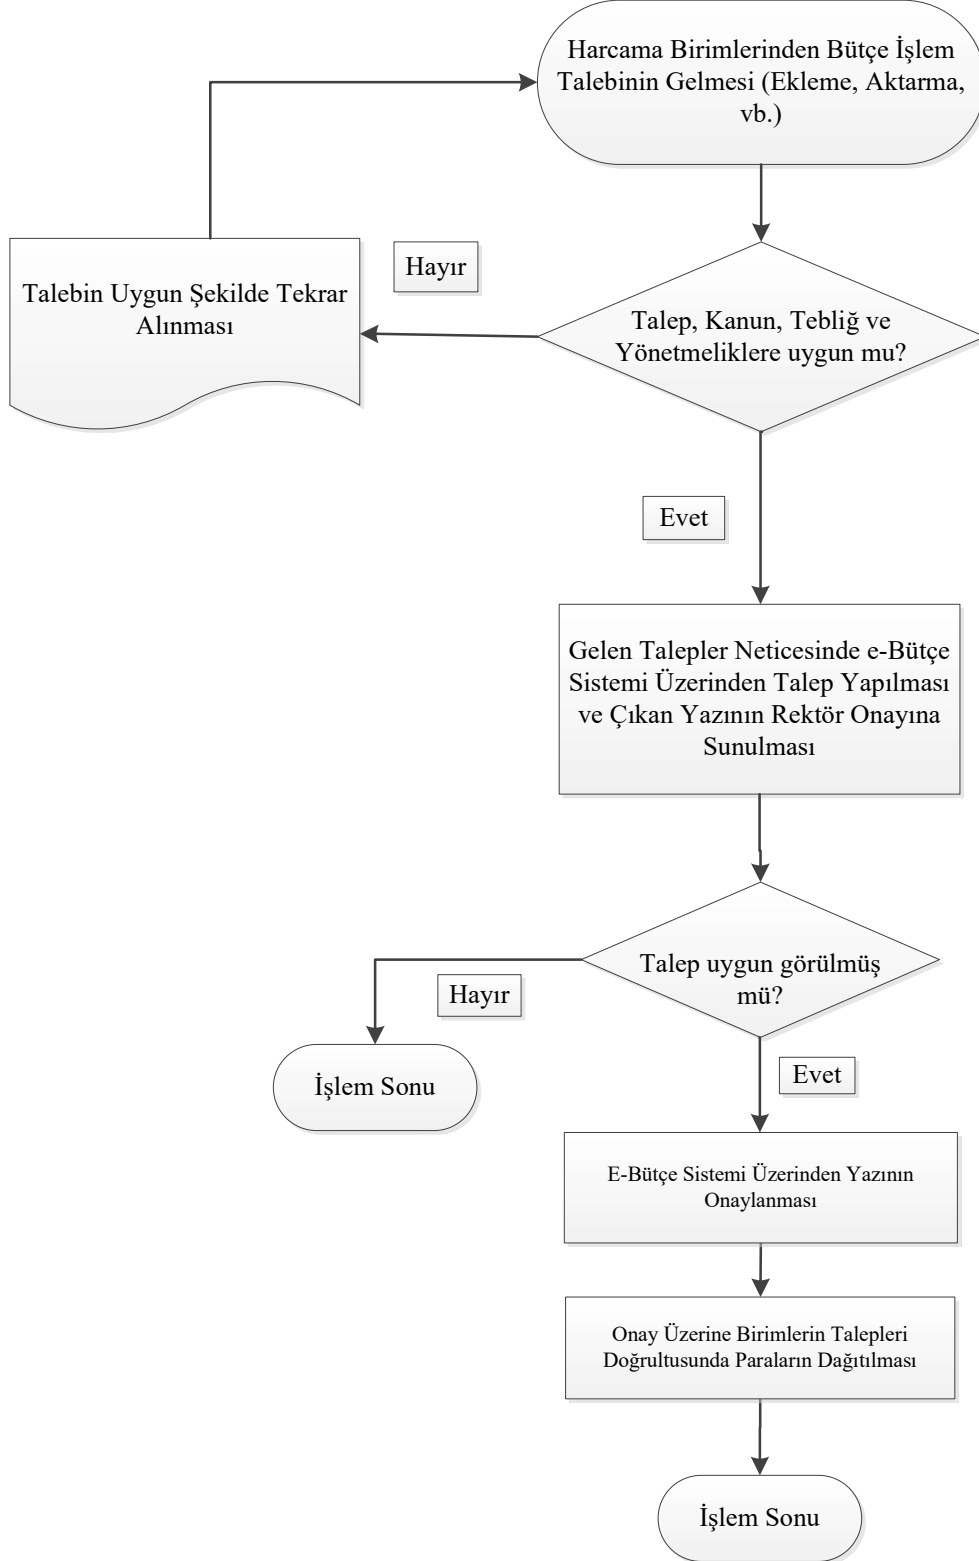 Harcama Birimlerinden Bütçe İşlem
Talebinin Gelmesi (Ekleme, Aktarma,
vb.)
Hayır
Talebin Uygun Şekilde Tekrar
Alınması
Talep, Kanun, Tebliğ ve
Yönetmeliklere uygun mu?
Evet
Gelen Talepler Neticesinde e-Bütçe
Sistemi Üzerinden Talep Yapılması
ve Çıkan Yazının Rektör Onayına
Sunulması
Talep uygun görülmüş
mü?
Hayır
İşlem Sonu
Evet
E-Bütçe Sistemi Üzerinden Yazının
Onaylanması
Onay Üzerine Birimlerin Talepleri
Doğrultusunda Paraların Dağıtılması
İşlem Sonu